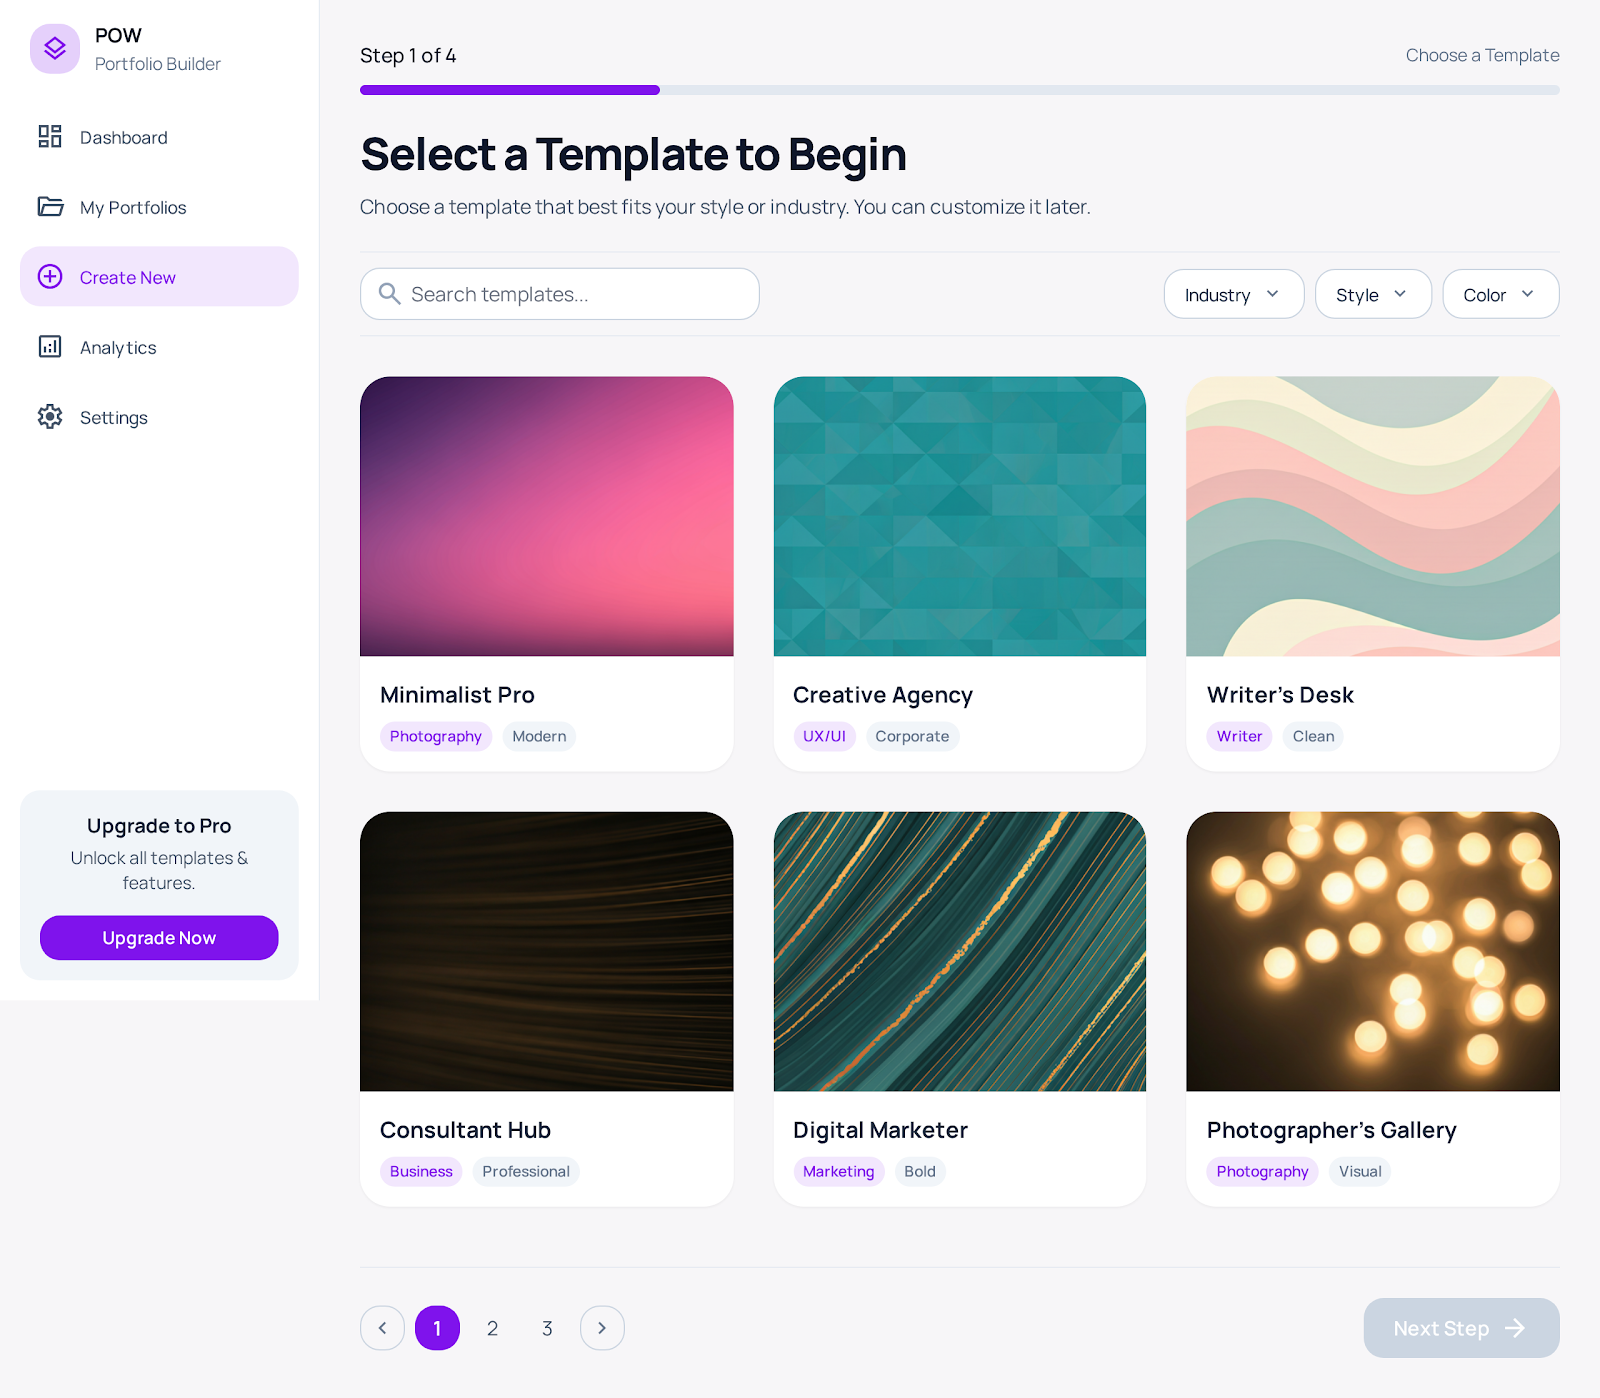 POW
Portfolio Builder
Dashboard
My Portfolios
Create New
Analytics
Settings
Upgrade to Pro
Unlock all templates &
features.
Upgrade Now
Step 1 of 4
Choose a Template
Select a Template to Begin
Choose a template that best fits your style or industry. You can customize it later.
Search templates...
Industry
Style
Color
Minimalist Pro
Photography
Modern
Creative Agency
UX/UI
Corporate
Writer's Desk
Writer
Clean
Consultant Hub
Business
Professional
Digital Marketer
Marketing
Bold
Photographer's Gallery
Photography
Visual
1
2
3
Next Step